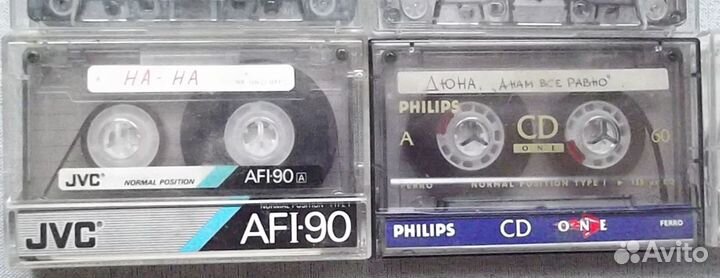 A НА-НА
JVC NORMAL POSITION AFI·90 A
NORMAL POSITION TYPE I
JVC AFI·90
ДЮНА „А НАМ ВСЕ РАВНО“
PHILIPS
A CD 60
ONE
FERRO NORMAL POSITION TYPE I
PHILIPS CD ONE FERRO
Avito